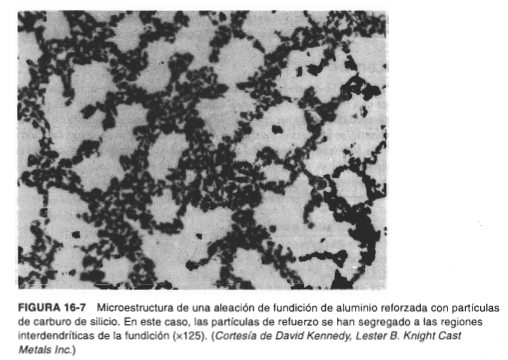 FIGURA 16-7 Microestructura de una aleación de fundición de aluminio reforzada con partículas
de carburo de silicio. En este caso, las partículas de refuerzo se han segregado a las regiones
interdendríticas de la fundición (×125). (Cortesía de David Kennedy, Lester B. Knight Cast
Metals Inc.)